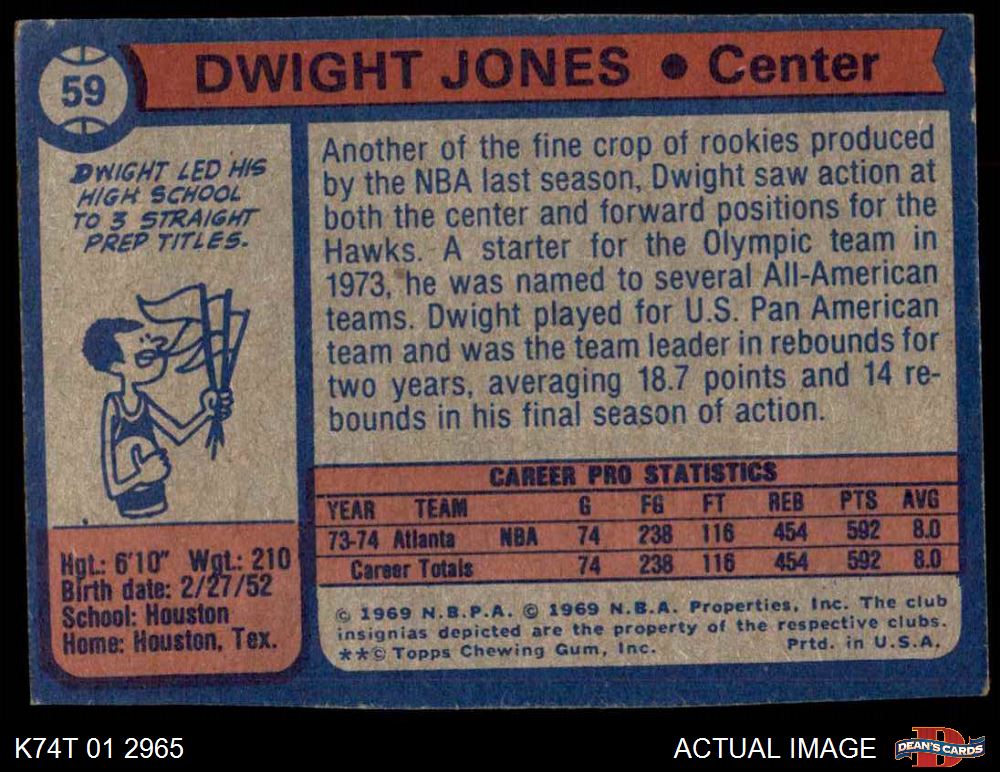 59
DWIGHT JONES • Center
DWIGHT LED HIS
HIGH SCHOOL
TO 3 STRAIGHT
PREP TITLES.
Another of the fine crop of rookies produced
by the NBA last season, Dwight saw action at
both the center and forward positions for the
Hawks. A starter for the Olympic team in
1973, he was named to several All-American
teams. Dwight played for U.S. Pan American
team and was the team leader in rebounds for
two years, averaging 18.7 points and 14 re-
bounds in his final season of action.
Hgt.: 6'10" Wgt.: 210
Birth date: 2/27/52
School: Houston
Home: Houston, Tex.
CAREER PRO STATISTICS
YEAR TEAM G FG FT REB PTS AVG
73-74 Atlanta NBA 74 238 116 454 592 8.0
Career Totals 74 238 116 454 592 8.0
© 1969 N.B.P.A. © 1969 N.B.A. Properties, Inc. The club
insignias depicted are the property of the respective clubs.
**© Topps Chewing Gum, Inc. Prtd. in U.S.A.
K74T 01 2965
ACTUAL IMAGE
DEAN'S CARDS